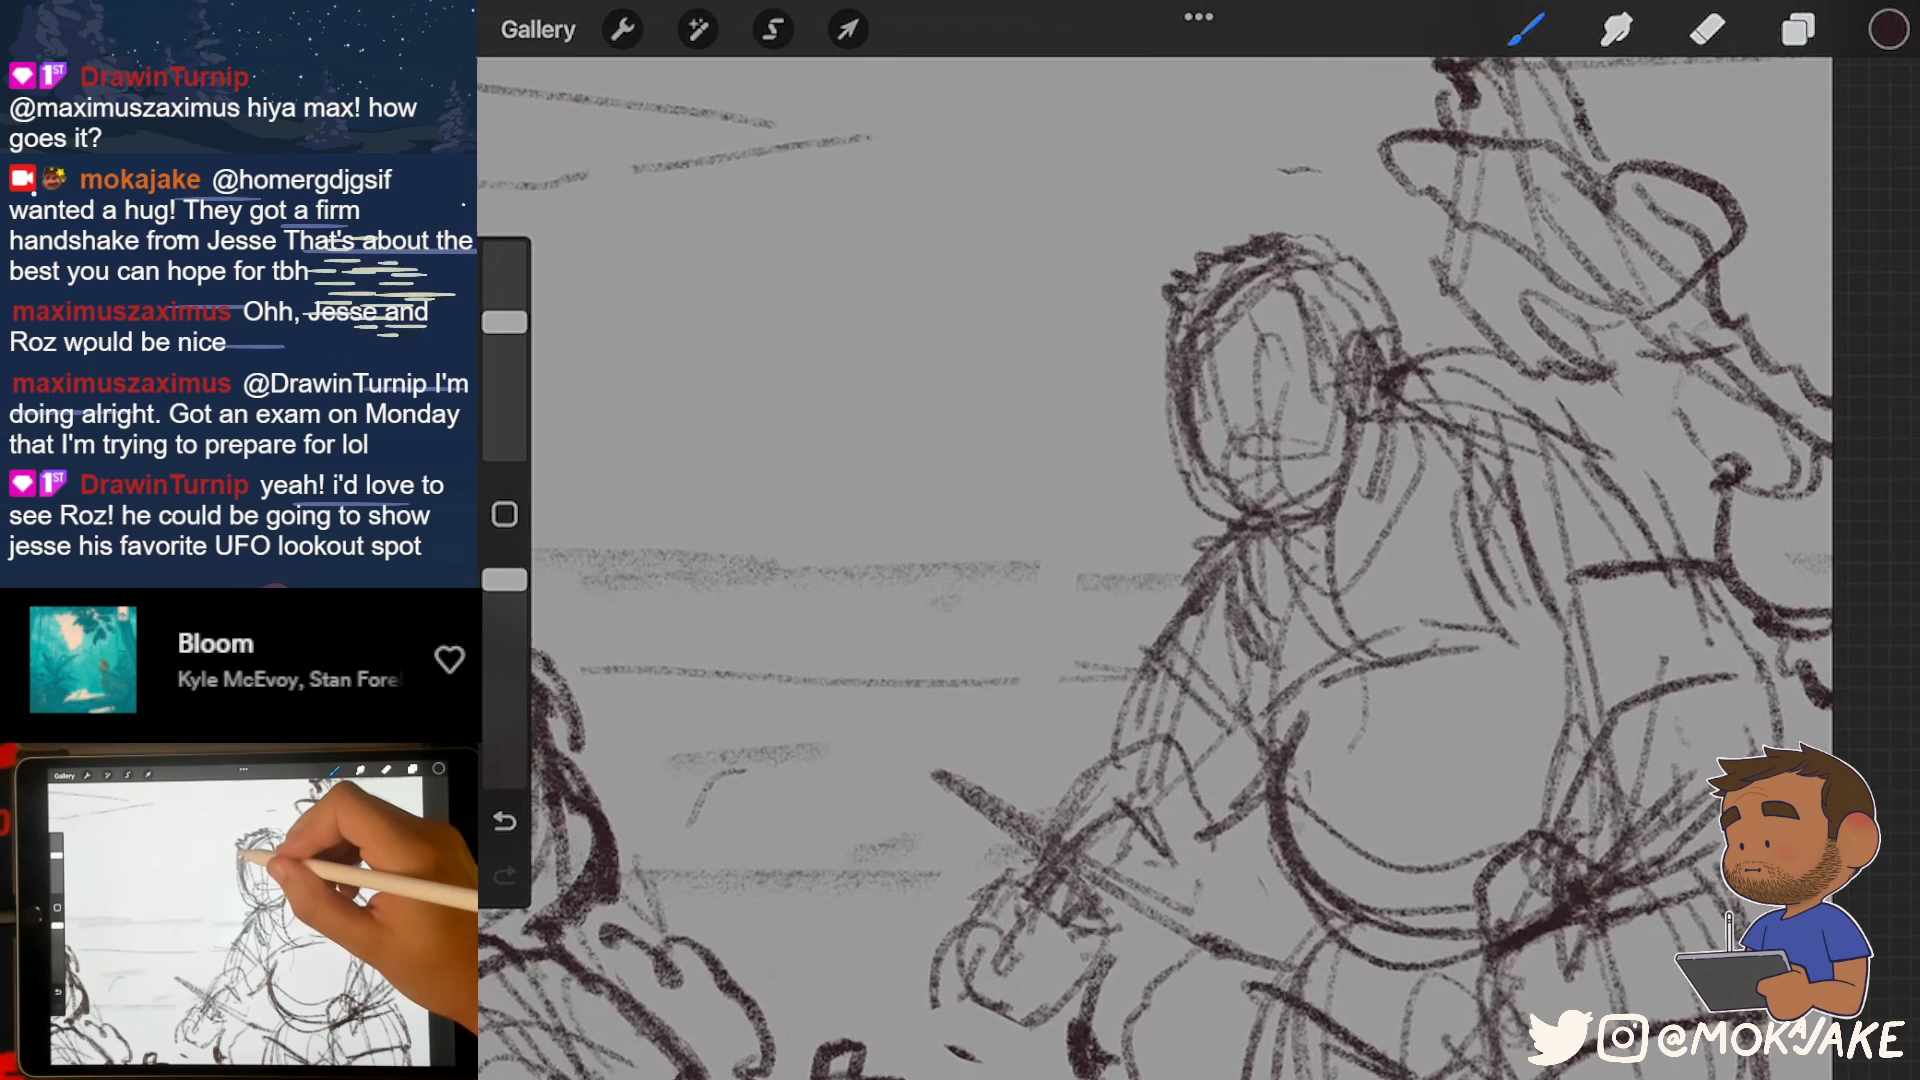 DrawinTurnip
@maximuszaximus hiya max! how
goes it?
mokajake @homergdjgsif
wanted a hug! They got a firm
handshake from Jesse That's about the
best you can hope for tbh
maximuszaximus Ohh, Jesse and
Roz would be nice
maximuszaximus @DrawinTurnip I'm
doing alright. Got an exam on Monday
that I'm trying to prepare for lol
1ST DrawinTurnip yeah! i'd love to
see Roz! he could be going to show
jesse his favorite UFO lookout spot
Bloom
Kyle McEvoy, Stan Fore
Gallery
Gallery
@MOKAJAKE